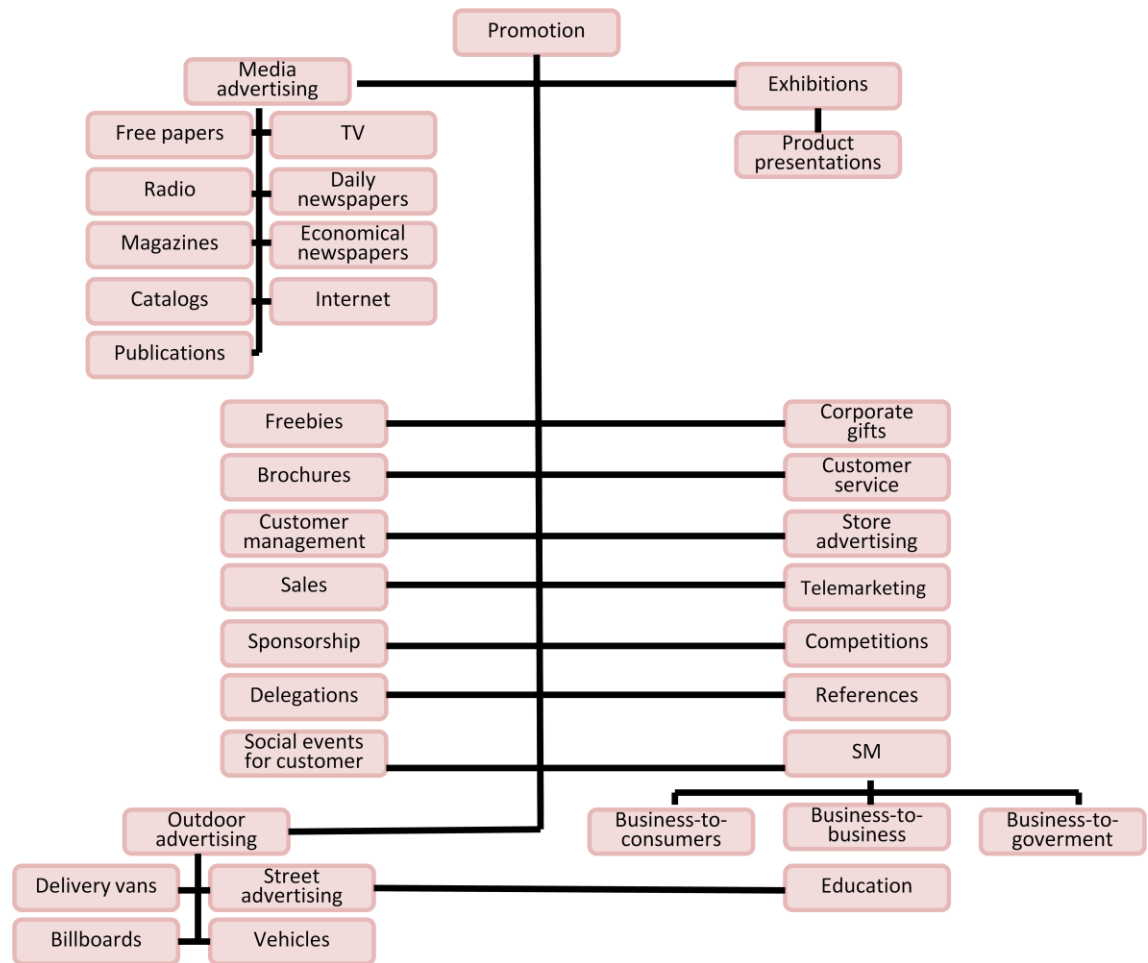 Promotion
Media
advertising
Exhibitions
Free papers
TV
Product
presentations
Radio
Daily
newspapers
Magazines
Economical
newspapers
Catalogs
Internet
Publications
Freebies
Corporate
gifts
Brochures
Customer
service
Customer
management
Store
advertising
Sales
Telemarketing
Sponsorship
Competitions
Delegations
References
Social events
for customer
SM
Business-to-
consumers
Business-to-
business
Business-to-
goverment
Outdoor
advertising
Delivery vans
Street
advertising
Education
Billboards
Vehicles